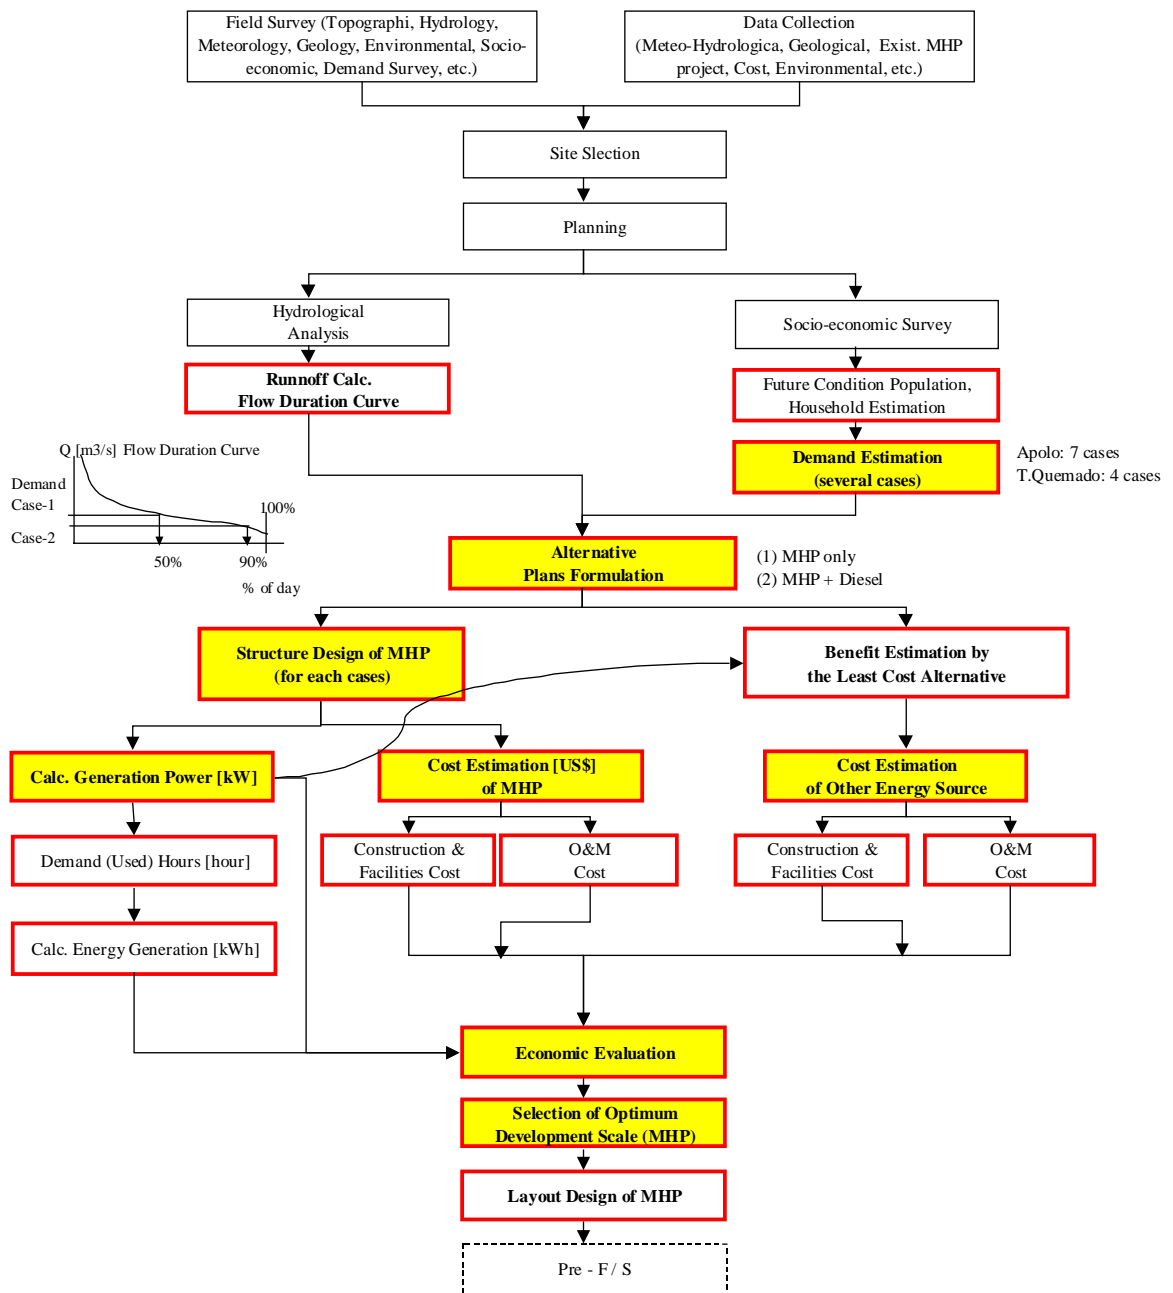 Field Survey (Topographi, Hydrology,
Meteorology, Geology, Environmental, Socio-
economic, Demand Survey, etc.)
Data Collection
(Meteo-Hydrologica, Geological, Exist. MHP
project, Cost, Environmental, etc.)
Site Slection
Planning
Hydrological
Analysis
Socio-economic Survey
Runnoff Calc.
Flow Duration Curve
Future Condition Population,
Household Estimation
Q [m3/s] Flow Duration Curve
Demand
Case-1
Case-2
100%
50%
90%
% of day
Demand Estimation
(several cases)
Apolo: 7 cases
T.Quemado: 4 cases
Alternative
Plans Formulation
(1) MHP only
(2) MHP + Diesel
Structure Design of MHP
(for each cases)
Benefit Estimation by
the Least Cost Alternative
Calc. Generation Power [kW]
Cost Estimation [US$]
of MHP
Cost Estimation
of Other Energy Source
Demand (Used) Hours [hour]
Construction &
Facilities Cost
O&M
Cost
Construction &
Facilities Cost
O&M
Cost
Calc. Energy Generation [kWh]
Economic Evaluation
Selection of Optimum
Development Scale (MHP)
Layout Design of MHP
Pre - F / S